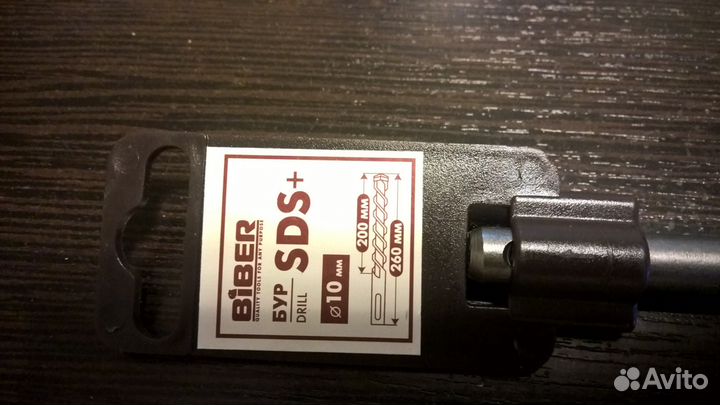 BiBER
QUALITY TOOLS FOR ANY PURPOSE
БУР
DRILL
SDS+
ø 10 мм
200 мм
260 мм
Avito